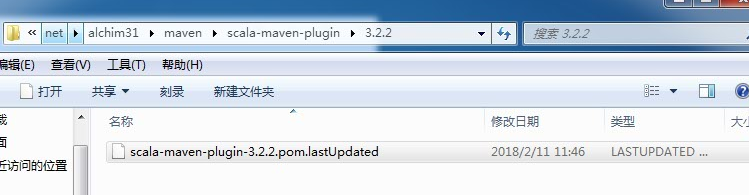 « net alchim31 maven scala-maven-plugin 3.2.2 搜索 3.2.2
编辑(E) 查看(V) 工具(T) 帮助(H)
打开 共享 刻录 新建文件夹
名称 修改日期 类型 大小
scala-maven-plugin-3.2.2.pom.lastUpdated 2018/2/11 11:46 LASTUPDATED ...
面
近访问的位置